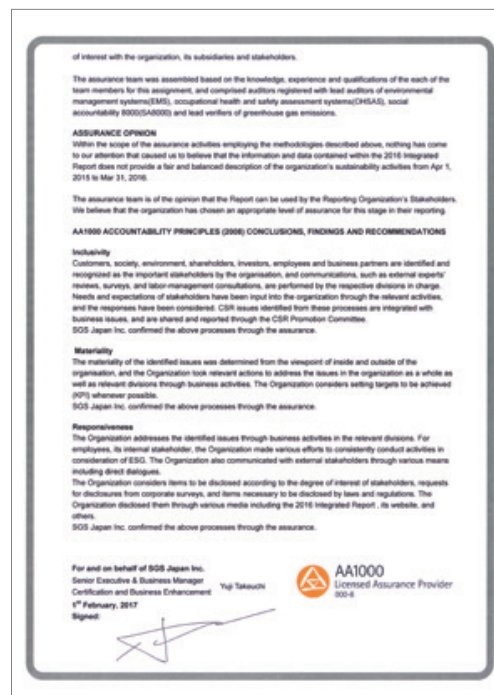 of interest with the organization, its subsidiaries and stakeholders.
The assurance team was assembled based on the knowledge, experience and qualifications of the each of the
team members for this assignment, and comprised auditors registered with lead auditors of environmental
management systems(EMS), occupational health and safety assessment systems(OHSAS), social
accountability 8000(SA8000) and lead verifiers of greenhouse gas emissions.
ASSURANCE OPINION
Within the scope of the assurance activities employing the methodologies described above, nothing has come
to our attention that caused us to believe that the information and data contained within the 2016 Integrated
Report does not provide a fair and balanced description of the organization's sustainability activities from Apr 1,
2015 to Mar 31, 2016.
The assurance team is of the opinion that the Report can be used by the Reporting Organization's Stakeholders.
We believe that the organization has chosen an appropriate level of assurance for this stage in their reporting.
AA1000 ACCOUNTABILITY PRINCIPLES (2008) CONCLUSIONS, FINDINGS AND RECOMMENDATIONS
Inclusivity
Customers, society, environment, shareholders, investors, employees and business partners are identified and
recognized as the important stakeholders by the organisation, and communications, such as external experts'
reviews, surveys, and labor-management consultations, are performed by the respective divisions in charge.
Needs and expectations of stakeholders have been input into the organization through the relevant activities,
and the responses have been considered. CSR issues identified from these processes are integrated with
business issues, and are shared and reported through the CSR Promotion Committee.
SGS Japan Inc. confirmed the above processes through the assurance.
Materiality
The materiality of the identified issues was determined from the viewpoint of inside and outside of the
organisation, and the Organization took relevant actions to address the issues in the organization as a whole as
well as relevant divisions through business activities. The Organization considers setting targets to be achieved
(KPI) whenever possible.
SGS Japan Inc. confirmed the above processes through the assurance.
Responsiveness
The Organization addresses the identified issues through business activities in the relevant divisions. For
employees, its internal stakeholder, the Organization made various efforts to consistently conduct activities in
consideration of ESG. The Organization also communicated with external stakeholders through various means
including direct dialogues.
The Organization considers items to be disclosed according to the degree of interest of stakeholders, requests
for disclosures from corporate surveys, and items necessary to be disclosed by laws and regulations. The
Organization disclosed them through various media including the 2016 Integrated Report , its website, and
others.
SGS Japan Inc. confirmed the above processes through the assurance.
For and on behalf of SGS Japan Inc.
Senior Executive & Business Manager
Certification and Business Enhancement Yuji Takeuchi
1st February, 2017
Signed:
AA1000
Licensed Assurance Provider
000-8